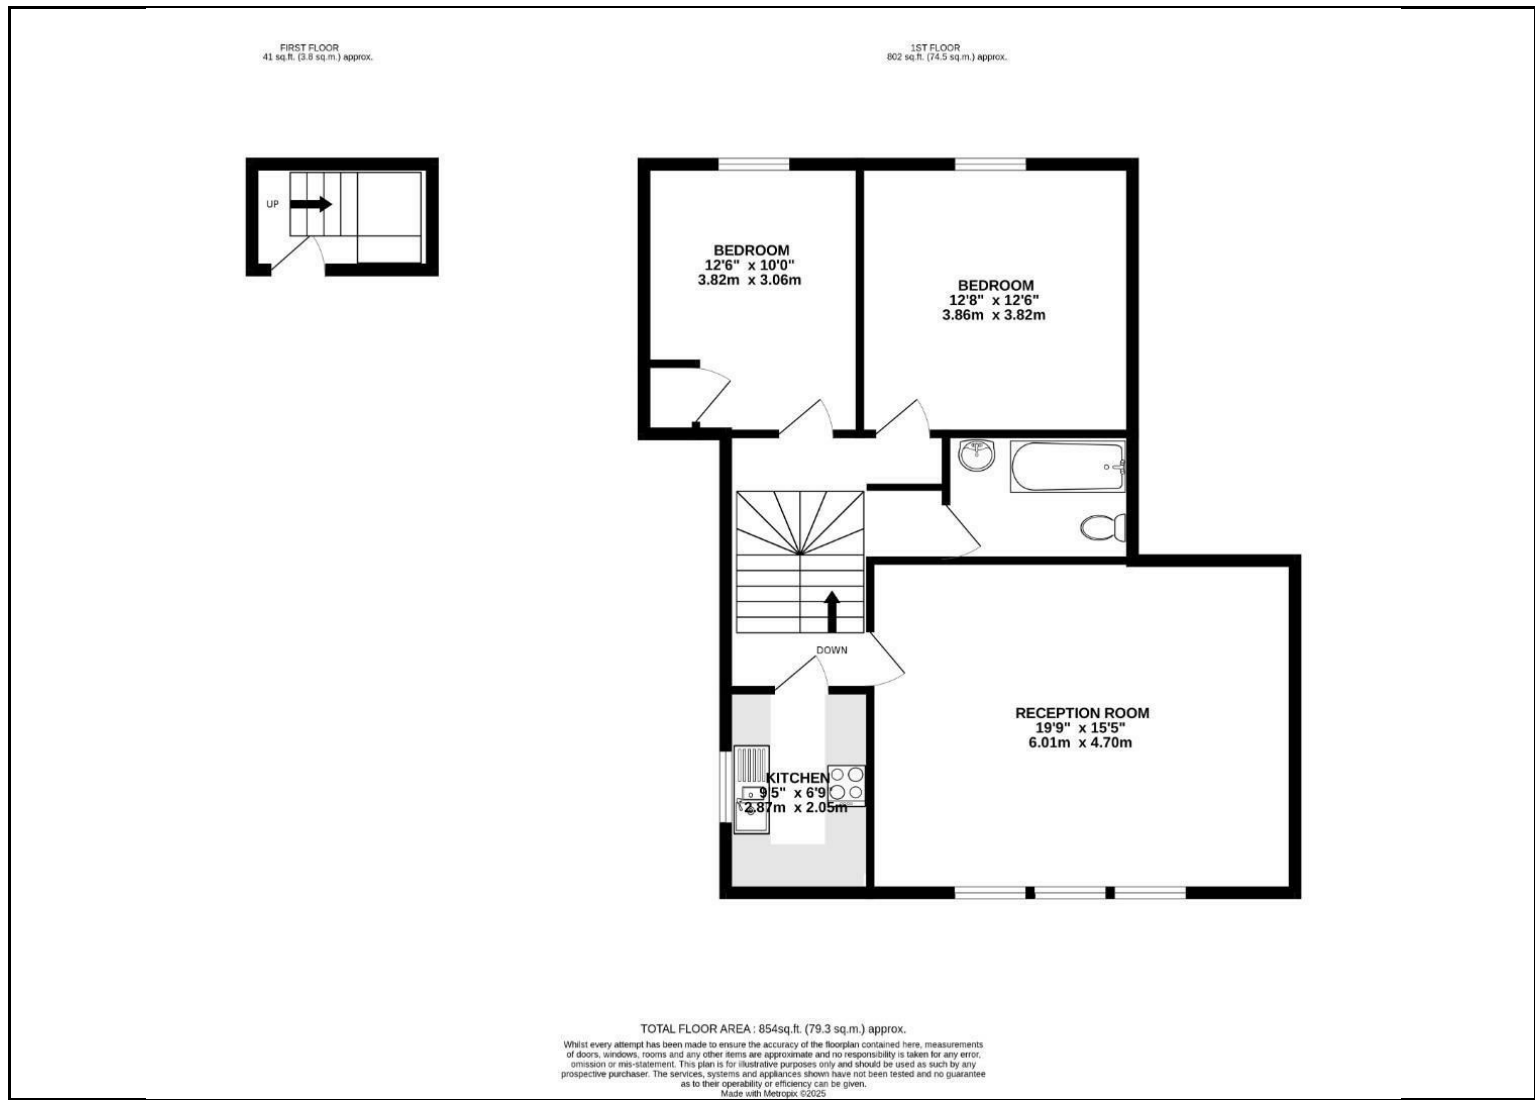 FIRST FLOOR
41 sq.ft. (3.8 sq.m.) approx.
1ST FLOOR
802 sq.ft. (74.5 sq.m.) approx.
UP
BEDROOM
12'6" x 10'0"
3.82m x 3.06m
BEDROOM
12'8" x 12'6"
3.86m x 3.82m
DOWN
RECEPTION ROOM
19'9" x 15'5"
6.01m x 4.70m
KITCHEN
9'5" x 6'9"
2.87m x 2.05m
TOTAL FLOOR AREA : 854sq.ft. (79.3 sq.m.) approx.
Whilst every attempt has been made to ensure the accuracy of the floorplan contained here, measurements
of doors, windows, rooms and any other items are approximate and no responsibility is taken for any error,
omission or mis-statement. This plan is for illustrative purposes only and should be used as such by any
prospective purchaser. The services, systems and appliances shown have not been tested and no guarantee
as to their operability or efficiency can be given.
Made with Metropix ©2025